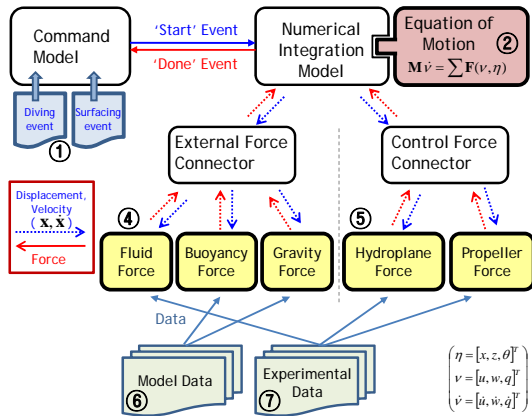 Command
Model
'Start' Event
'Done' Event
Numerical
Integration
Model
Equation of
Motion
②
Mν̇ = ∑F(ν,η)
Diving
event
Surfacing
event
①
External Force
Connector
Control Force
Connector
Displacement,
Velocity
( x, ẋ )
Force
④
⑤
Fluid
Force
Buoyancy
Force
Gravity
Force
Hydroplane
Force
Propeller
Force
Data
Model Data
⑥
Experimental
Data
⑦
η = [x, z, θ]ᵀ
ν = [u, w, q]ᵀ
ν̇ = [u̇, ẇ, q̇]ᵀ